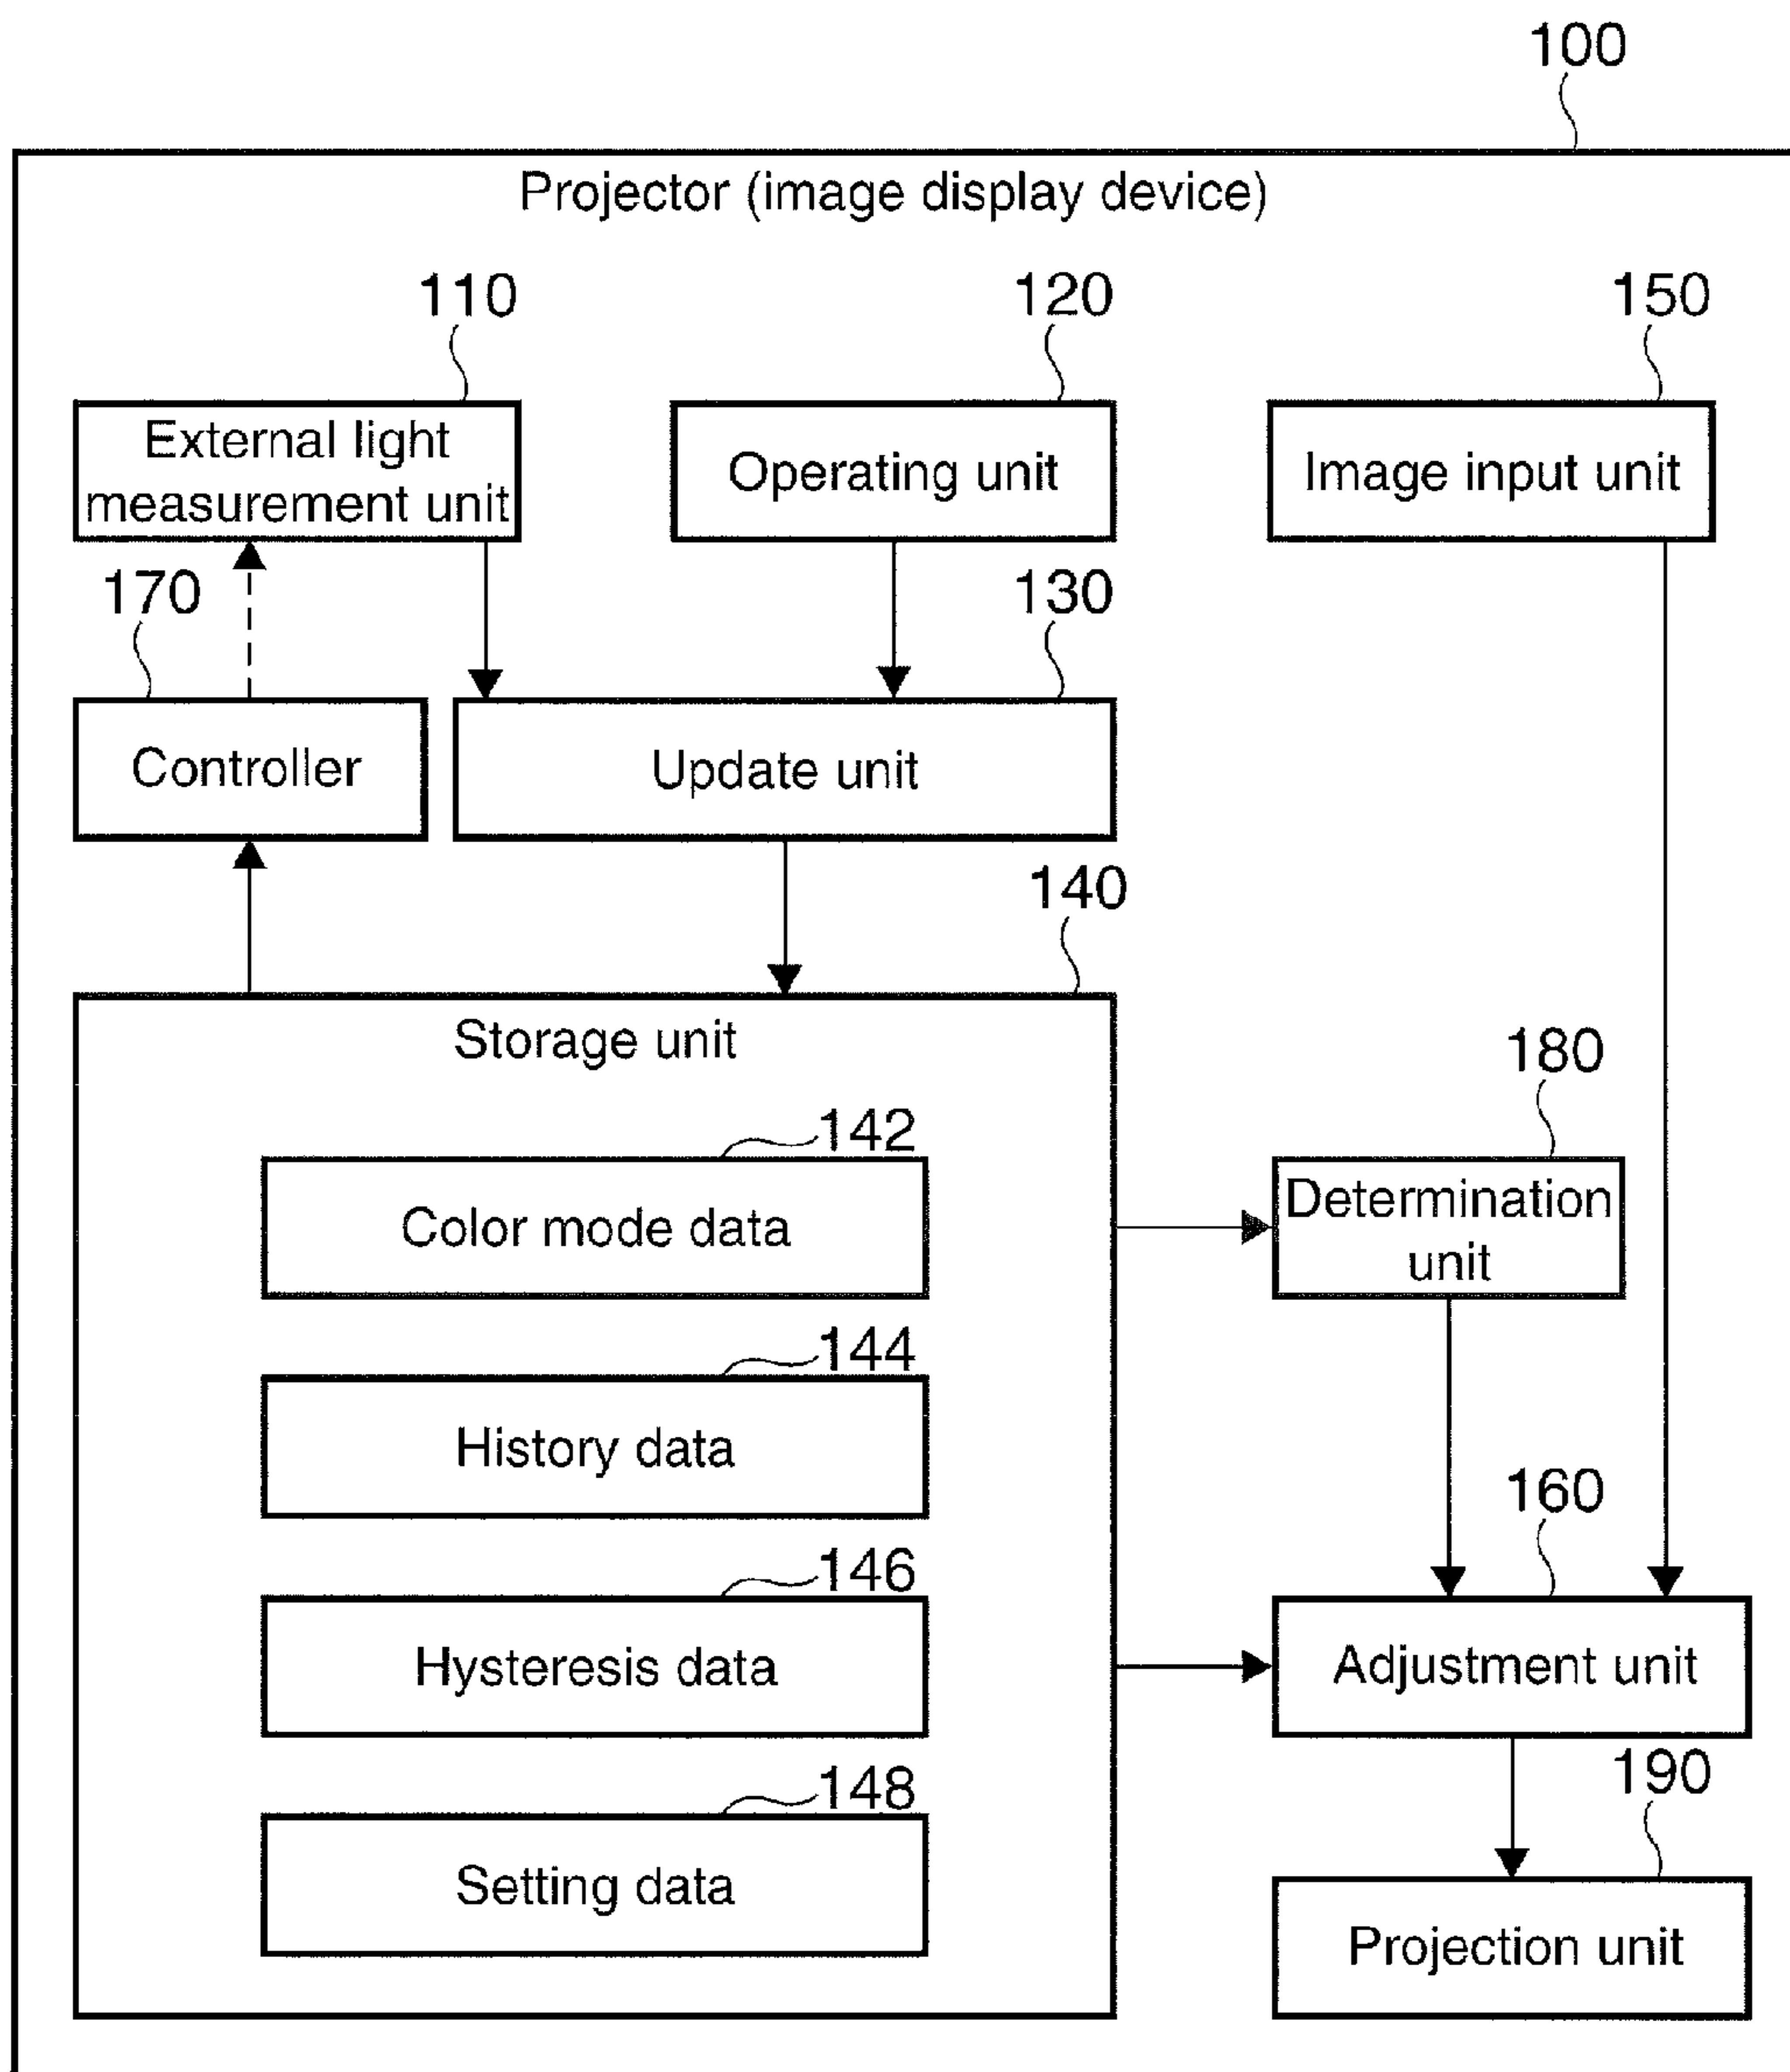 100
Projector (image display device)
110
120
150
External light
measurement unit
Operating unit
Image input unit
170
130
Controller
Update unit
140
Storage unit
180
142
Color mode data
Determination
unit
144
History data
160
146
Hysteresis data
Adjustment unit
190
148
Setting data
Projection unit